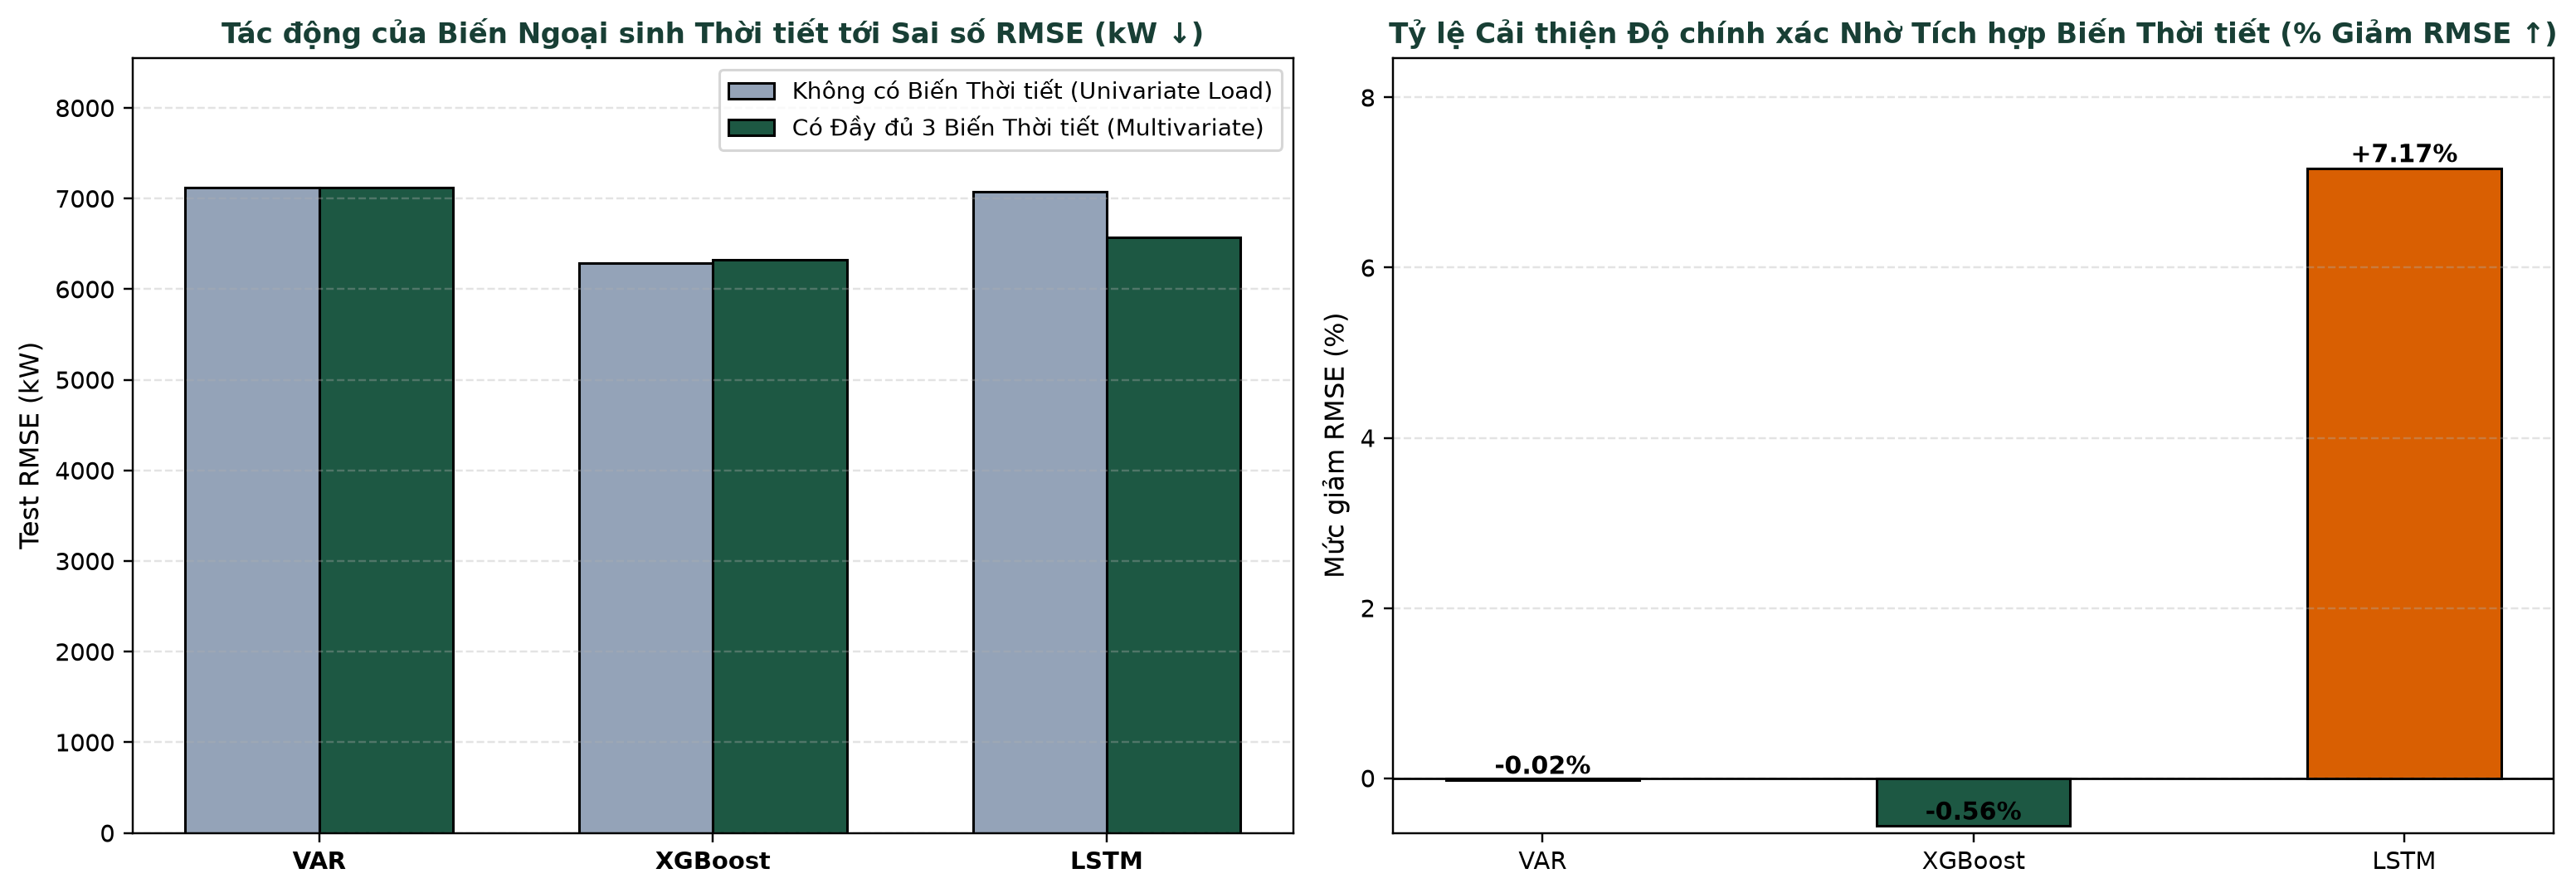 Tác động của Biến Ngoại sinh Thời tiết tới Sai số RMSE (kW ↓)
Không có Biến Thời tiết (Univariate Load)
Có Đầy đủ 3 Biến Thời tiết (Multivariate)
Test RMSE (kW)
8000
7000
6000
5000
4000
3000
2000
1000
0
VAR
XGBoost
LSTM
Tỷ lệ Cải thiện Độ chính xác Nhờ Tích hợp Biến Thời tiết (% Giảm RMSE ↑)
Mức giảm RMSE (%)
8
6
4
2
0
-0.02%
-0.56%
+7.17%
VAR
XGBoost
LSTM